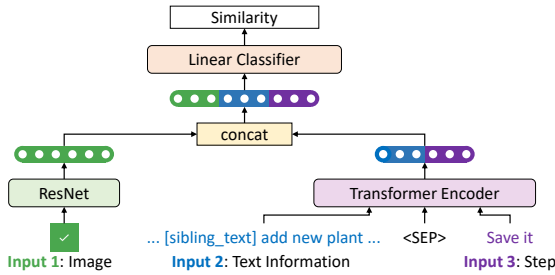 Similarity
Linear Classifier
concat
ResNet
Transformer Encoder
... [sibling_text] add new plant ...
<SEP>
Save it
Input 1: Image
Input 2: Text Information
Input 3: Step